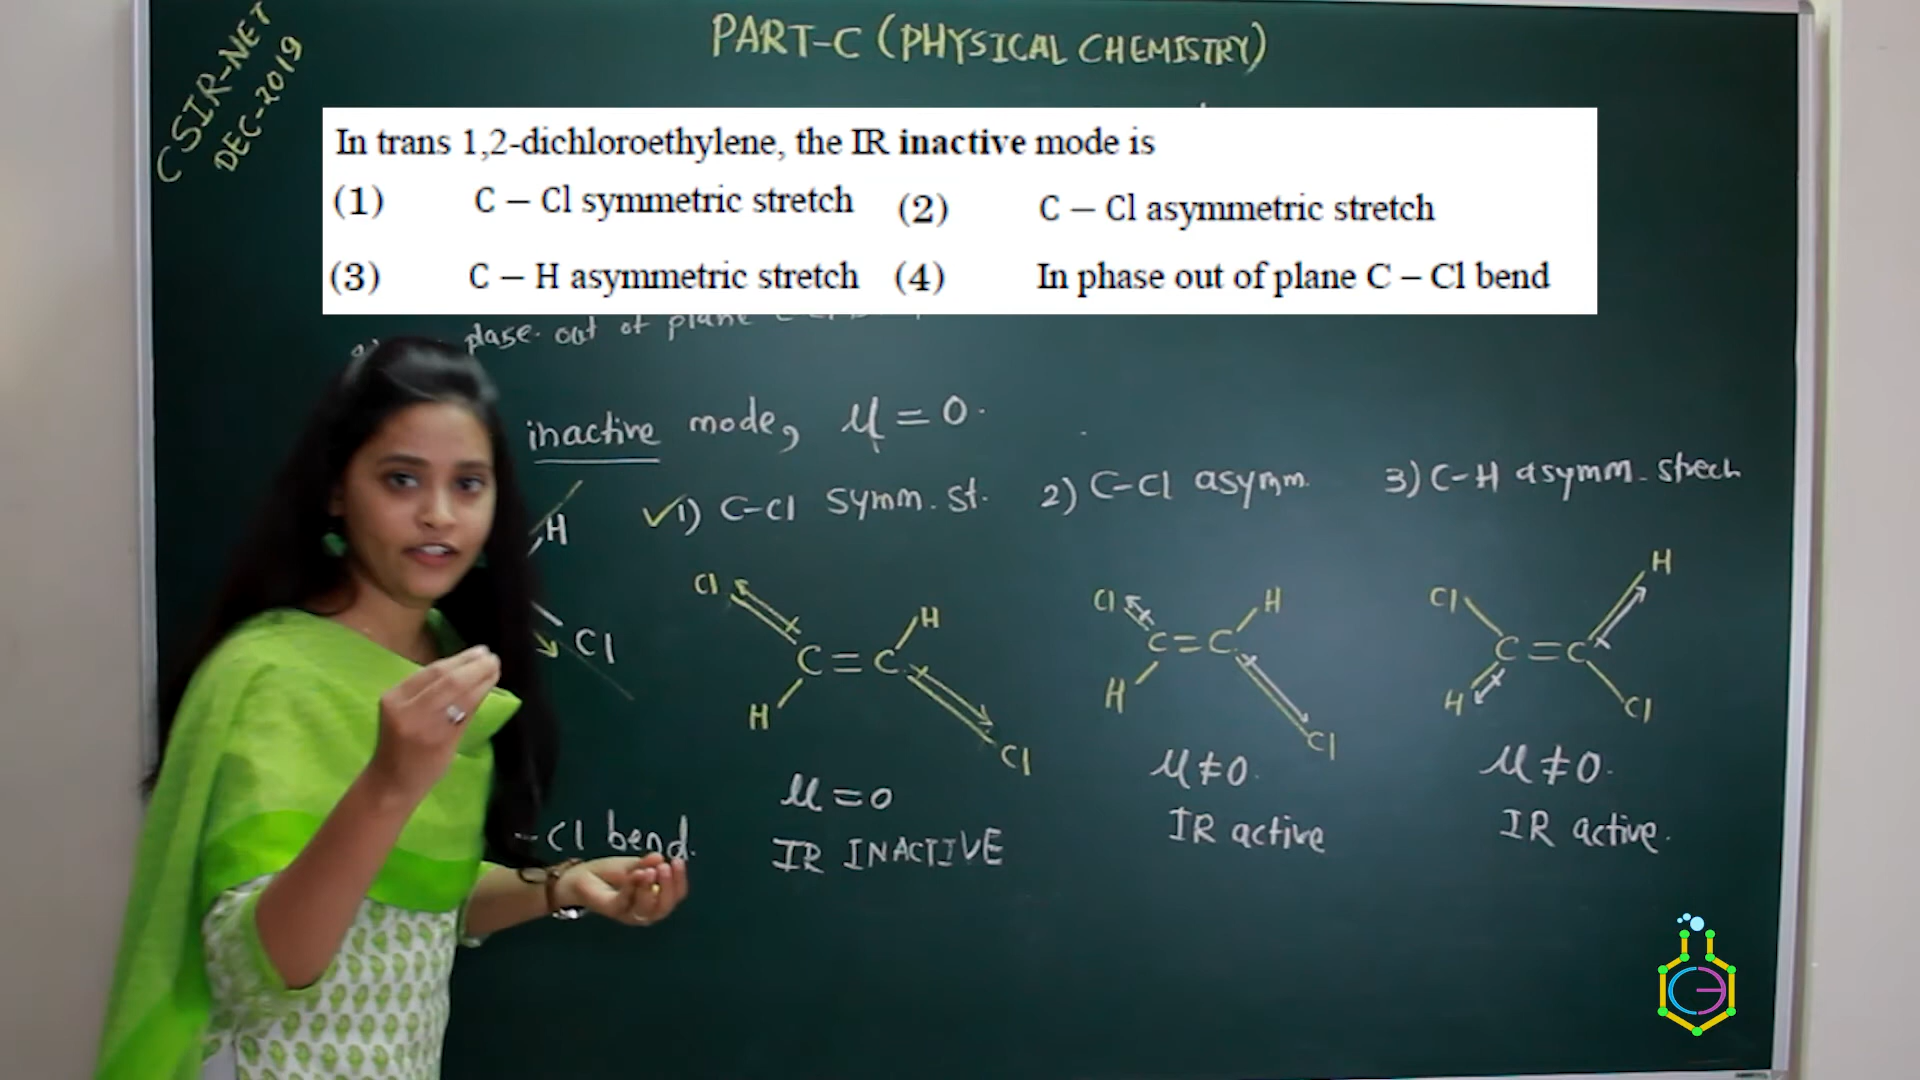 CSIR-NET
DEC-2019
PART-C (PHYSICAL CHEMISTRY)
In trans 1,2-dichloroethylene, the IR inactive mode is
(1) C – Cl symmetric stretch (2) C – Cl asymmetric stretch
(3) C – H asymmetric stretch (4) In phase out of plane C – Cl bend
plase. out of plane
inactive mode, μ = 0.
✓1) C-Cl symm. st. 2) C-Cl asymm. 3) C-H asymm. strech
H
Cl
Cl H
C = C
H Cl
Cl H
C = C
H Cl
Cl H
C = C
H Cl
μ = 0 μ ≠ 0. μ ≠ 0.
-Cl bend. IR INACTIVE IR active IR active.